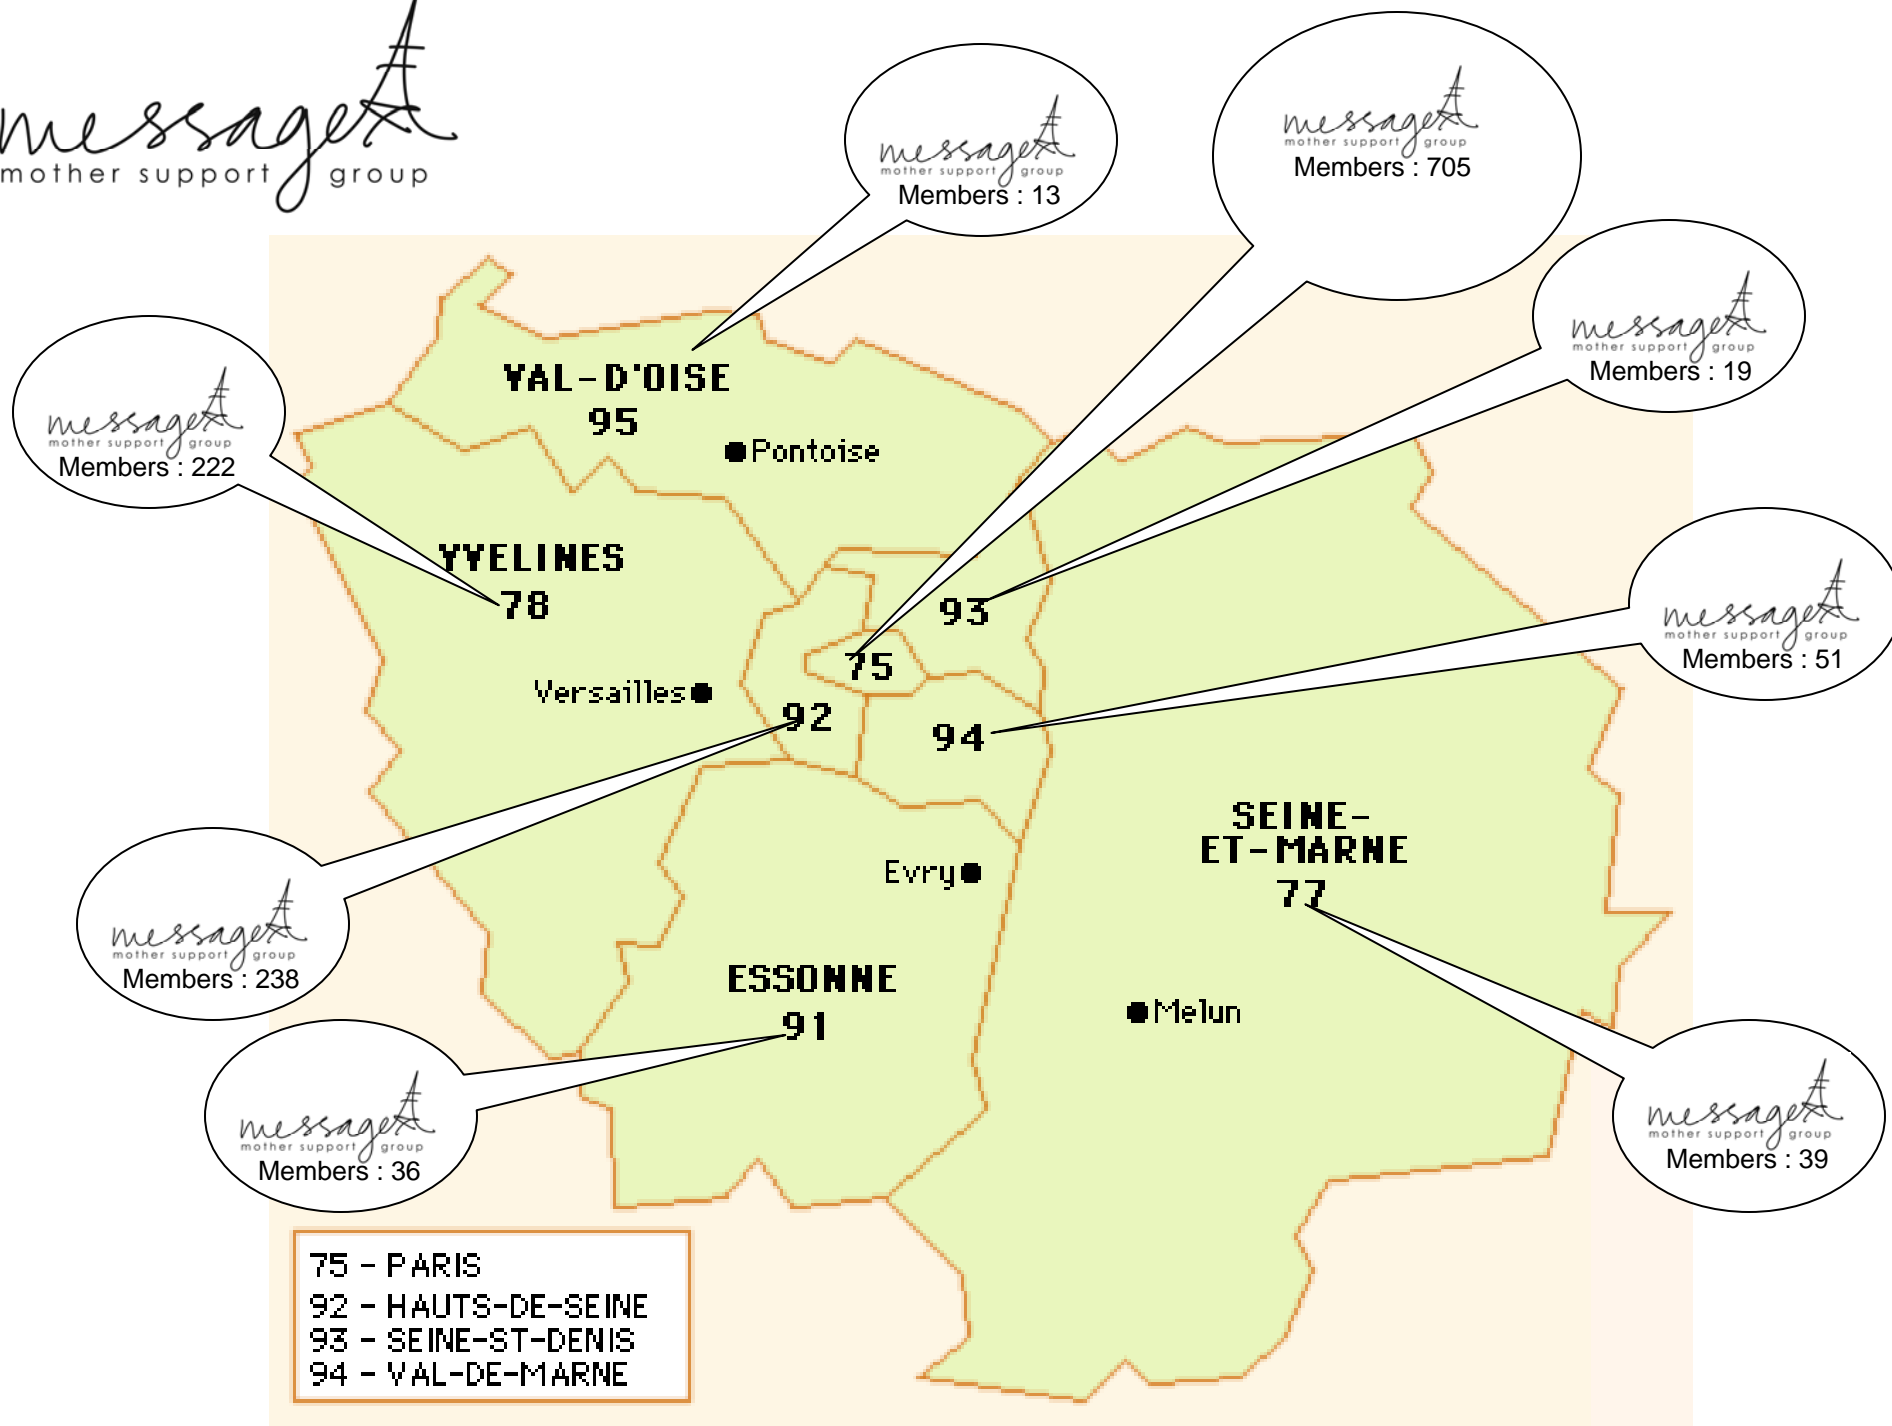 message
mother support group
message
mother support group
Members : 13
message
mother support group
Members : 705
message
mother support group
Members : 19
message
mother support group
Members : 222
VAL-D'OISE
95
Pontoise
YVELINES
78
93
message
mother support group
Members : 51
75
Versailles
92
94
SEINE-
ET-MARNE
77
Evry
message
mother support group
Members : 238
ESSONNE
91
Melun
message
mother support group
Members : 36
message
mother support group
Members : 39
75 - PARIS
92 - HAUTS-DE-SEINE
93 - SEINE-ST-DENIS
94 - VAL-DE-MARNE